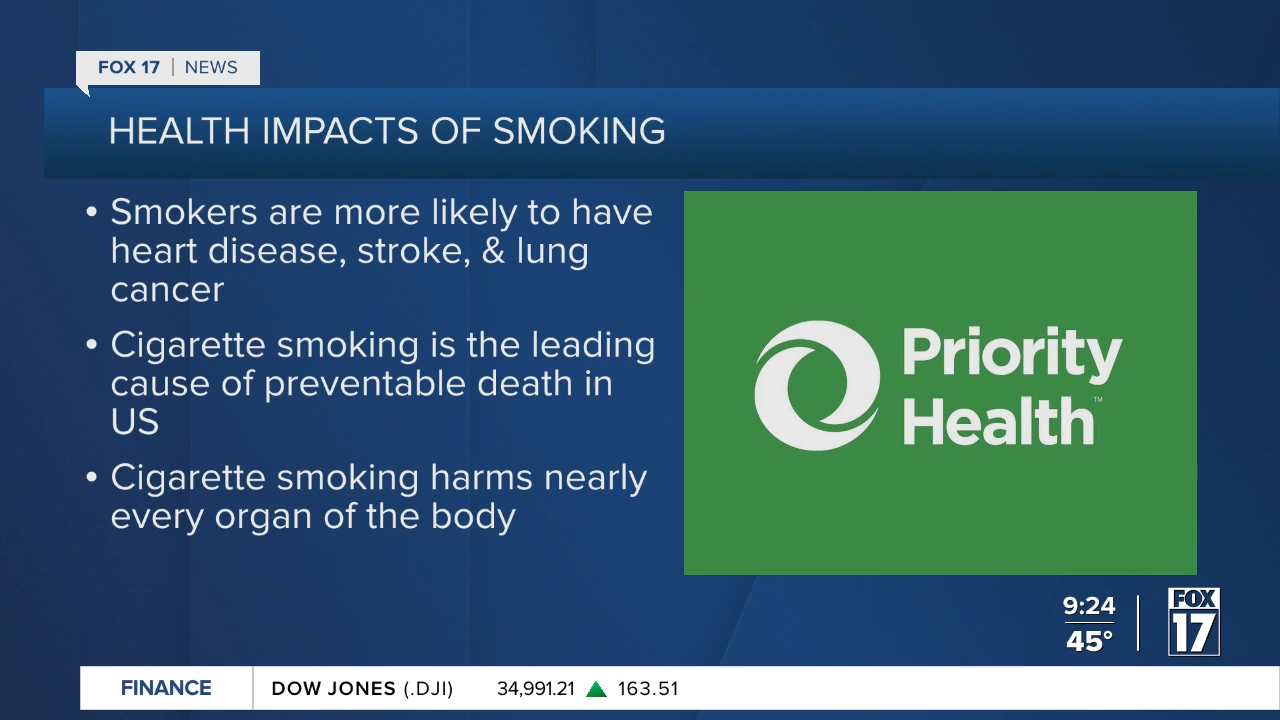 FOX 17 | NEWS
HEALTH IMPACTS OF SMOKING
• Smokers are more likely to have
heart disease, stroke, & lung
cancer
• Cigarette smoking is the leading
cause of preventable death in
US
• Cigarette smoking harms nearly
every organ of the body
Priority
Health™
9:24
45°
FOX
17
FINANCE
DOW JONES (.DJI) 34,991.21 ▲ 163.51